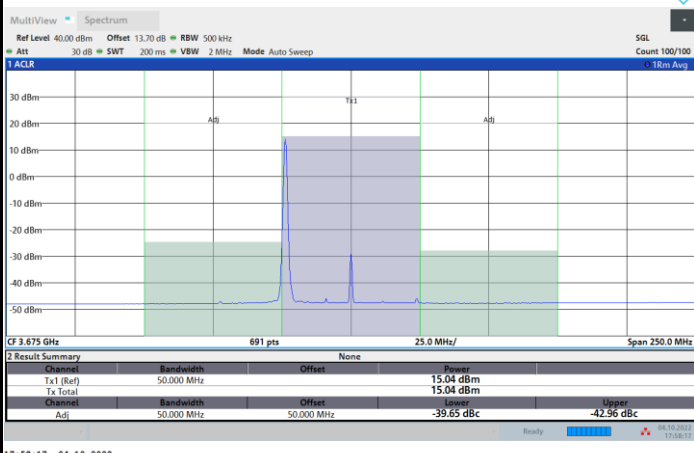 MultiView Spectrum
Ref Level 40.00 dBm Offset 13.70 dB RBW 500 kHz SGL
Att 30 dB SWT 200 ms VBW 2 MHz Mode Auto Sweep Count 100/100
1 ACLR 1Rm Avg
30 dBm
Tx1
20 dBm
Adj Adj
10 dBm
0 dBm
-10 dBm
-20 dBm
-30 dBm
-40 dBm
-50 dBm
CF 3.675 GHz 691 pts 25.0 MHz/ Span 250.0 MHz
2 Result Summary None
Channel Bandwidth Offset Power
Tx1 (Ref) 50.000 MHz 15.04 dBm
Tx Total 15.04 dBm
Channel Bandwidth Offset Lower Upper
Adj 50.000 MHz 50.000 MHz -39.65 dBc -42.96 dBc
Ready 04.10.2022
17:58:17